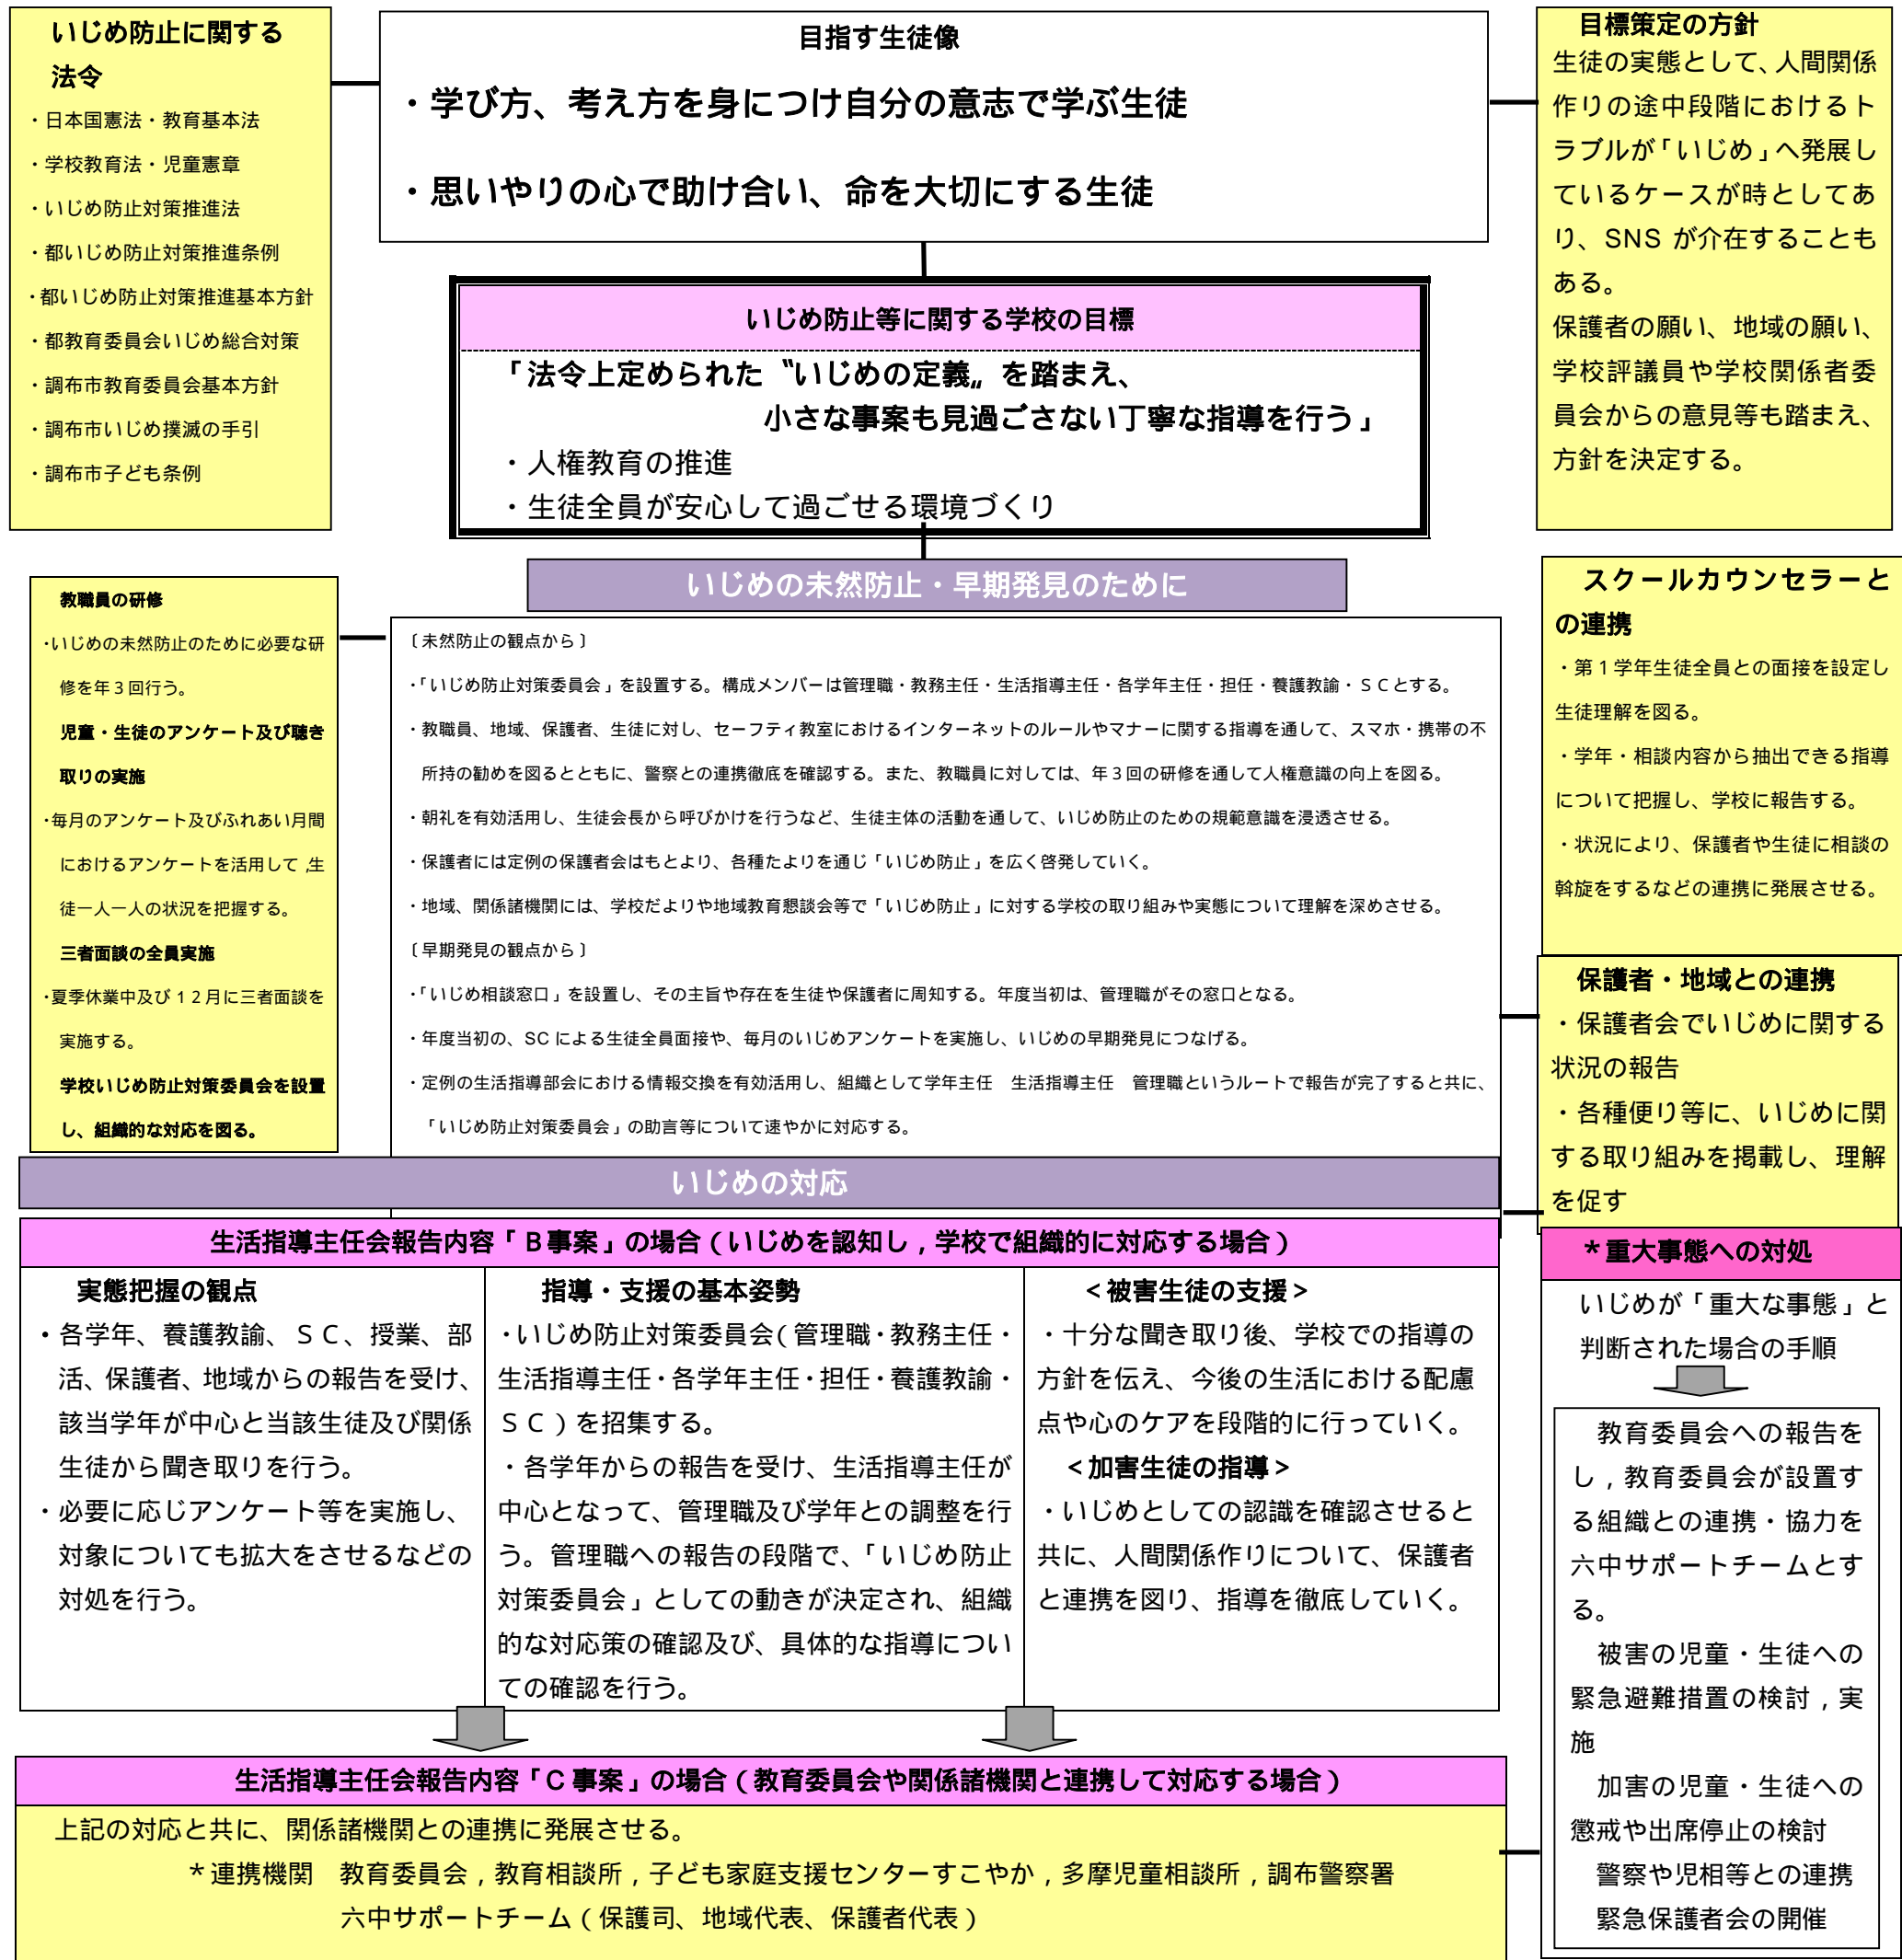 いじめ防止に関する
法令
・日本国憲法・教育基本法
・学校教育法・児童憲章
・いじめ防止対策推進法
・都いじめ防止対策推進条例
・都いじめ防止対策推進基本方針
・都教育委員会いじめ総合対策
・調布市教育委員会基本方針
・調布市いじめ撲滅の手引
・調布市子ども条例
目指す生徒像
・学び方、考え方を身につけ自分の意志で学ぶ生徒
・思いやりの心で助け合い、命を大切にする生徒
目標策定の方針
生徒の実態として、人間関係
作りの途中段階におけるト
ラブルが「いじめ」へ発展し
ているケースが時としてあ
り、SNS が介在することも
ある。
保護者の願い、地域の願い、
学校評議員や学校関係者委
員会からの意見等も踏まえ、
方針を決定する。
いじめ防止等に関する学校の目標
「法令上定められた〝いじめの定義〟を踏まえ、
小さな事案も見過ごさない丁寧な指導を行う」
・人権教育の推進
・生徒全員が安心して過ごせる環境づくり
いじめの未然防止・早期発見のために
教職員の研修
・いじめの未然防止のために必要な研
修を年3回行う。
児童・生徒のアンケート及び聴き
取りの実施
・毎月のアンケート及びふれあい月間
におけるアンケートを活用して,生
徒一人一人の状況を把握する。
三者面談の全員実施
・夏季休業中及び12月に三者面談を
実施する。
学校いじめ防止対策委員会を設置
し、組織的な対応を図る。
〔未然防止の観点から〕
・「いじめ防止対策委員会」を設置する。構成メンバーは管理職・教務主任・生活指導主任・各学年主任・担任・養護教諭・SCとする。
・教職員、地域、保護者、生徒に対し、セーフティ教室におけるインターネットのルールやマナーに関する指導を通して、スマホ・携帯の不
所持の勧めを図るとともに、警察との連携徹底を確認する。また、教職員に対しては、年3回の研修を通して人権意識の向上を図る。
・朝礼を有効活用し、生徒会長から呼びかけを行うなど、生徒主体の活動を通して、いじめ防止のための規範意識を浸透させる。
・保護者には定例の保護者会はもとより、各種たよりを通じ「いじめ防止」を広く啓発していく。
・地域、関係諸機関には、学校だよりや地域教育懇談会等で「いじめ防止」に対する学校の取り組みや実態について理解を深めさせる。
〔早期発見の観点から〕
・「いじめ相談窓口」を設置し、その主旨や存在を生徒や保護者に周知する。年度当初は、管理職がその窓口となる。
・年度当初の、SC による生徒全員面接や、毎月のいじめアンケートを実施し、いじめの早期発見につなげる。
・定例の生活指導部会における情報交換を有効活用し、組織として学年主任　生活指導主任　管理職というルートで報告が完了すると共に、
「いじめ防止対策委員会」の助言等について速やかに対応する。
スクールカウンセラーと
の連携
・第1学年生徒全員との面接を設定し
生徒理解を図る。
・学年・相談内容から抽出できる指導
について把握し、学校に報告する。
・状況により、保護者や生徒に相談の
斡旋をするなどの連携に発展させる。
保護者・地域との連携
・保護者会でいじめに関する
状況の報告
・各種便り等に、いじめに関
する取り組みを掲載し、理解
を促す
いじめの対応
生活指導主任会報告内容「B事案」の場合(いじめを認知し,学校で組織的に対応する場合)
実態把握の観点
・各学年、養護教諭、SC、授業、部
活、保護者、地域からの報告を受け、
該当学年が中心と当該生徒及び関係
生徒から聞き取りを行う。
・必要に応じアンケート等を実施し、
対象についても拡大をさせるなどの
対処を行う。
指導・支援の基本姿勢
・いじめ防止対策委員会(管理職・教務主任・
生活指導主任・各学年主任・担任・養護教諭・
SC)を招集する。
・各学年からの報告を受け、生活指導主任が
中心となって、管理職及び学年との調整を行
う。管理職への報告の段階で、「いじめ防止
対策委員会」としての動きが決定され、組織
的な対応策の確認及び、具体的な指導につい
ての確認を行う。
<被害生徒の支援>
・十分な聞き取り後、学校での指導の
方針を伝え、今後の生活における配慮
点や心のケアを段階的に行っていく。
<加害生徒の指導>
・いじめとしての認識を確認させると
共に、人間関係作りについて、保護者
と連携を図り、指導を徹底していく。
*重大事態への対処
いじめが「重大な事態」と
判断された場合の手順
教育委員会への報告を
し,教育委員会が設置す
る組織との連携・協力を
六中サポートチームとす
る。
被害の児童・生徒への
緊急避難措置の検討,実
施
加害の児童・生徒への
懲戒や出席停止の検討
警察や児相等との連携
緊急保護者会の開催
生活指導主任会報告内容「C事案」の場合(教育委員会や関係諸機関と連携して対応する場合)
上記の対応と共に、関係諸機関との連携に発展させる。
*連携機関　教育委員会,教育相談所,子ども家庭支援センターすこやか,多摩児童相談所,調布警察署
六中サポートチーム(保護司、地域代表、保護者代表)